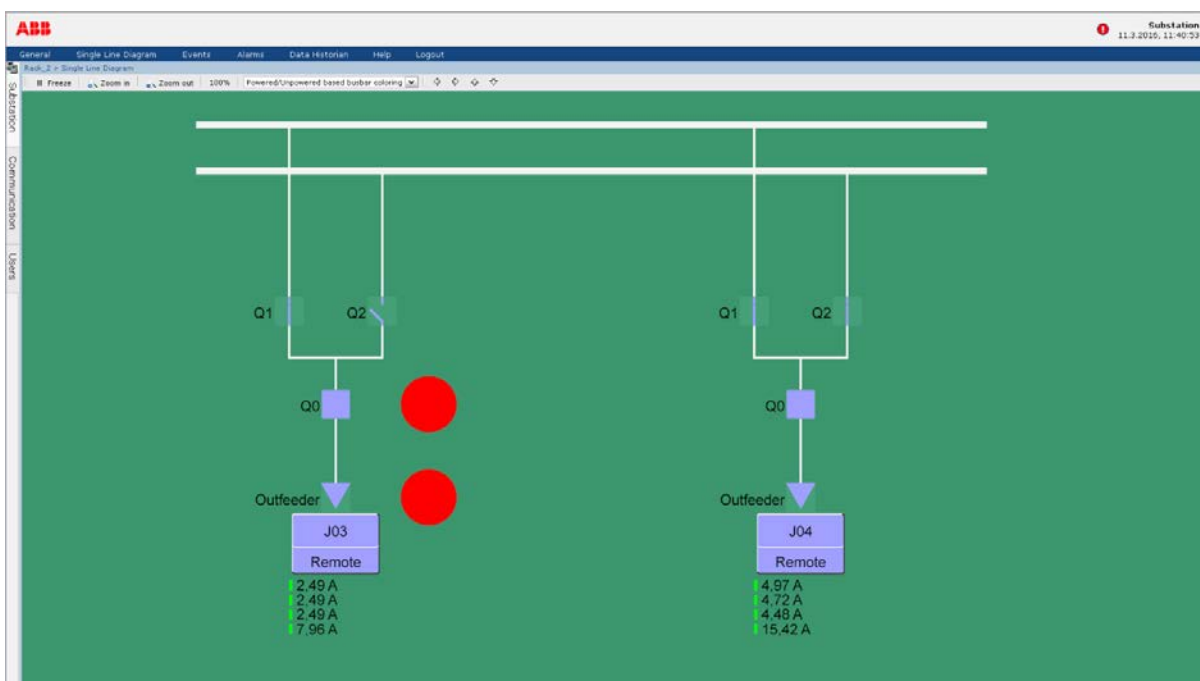 ABB
Substation
11.3.2016, 11:40:53
General Single Line Diagram Events Alarms Data Historian Help Logout
Rack_2 > Single Line Diagram
Freeze Zoom in Zoom out 100% Powered/Unpowered based busbar coloring
Substation
Communication
Users
Q1 Q2 Q1 Q2
Q0 Q0
Outfeeder Outfeeder
J03 J04
Remote Remote
2,49 A 4,97 A
2,49 A 4,72 A
2,49 A 4,48 A
7,96 A 15,42 A